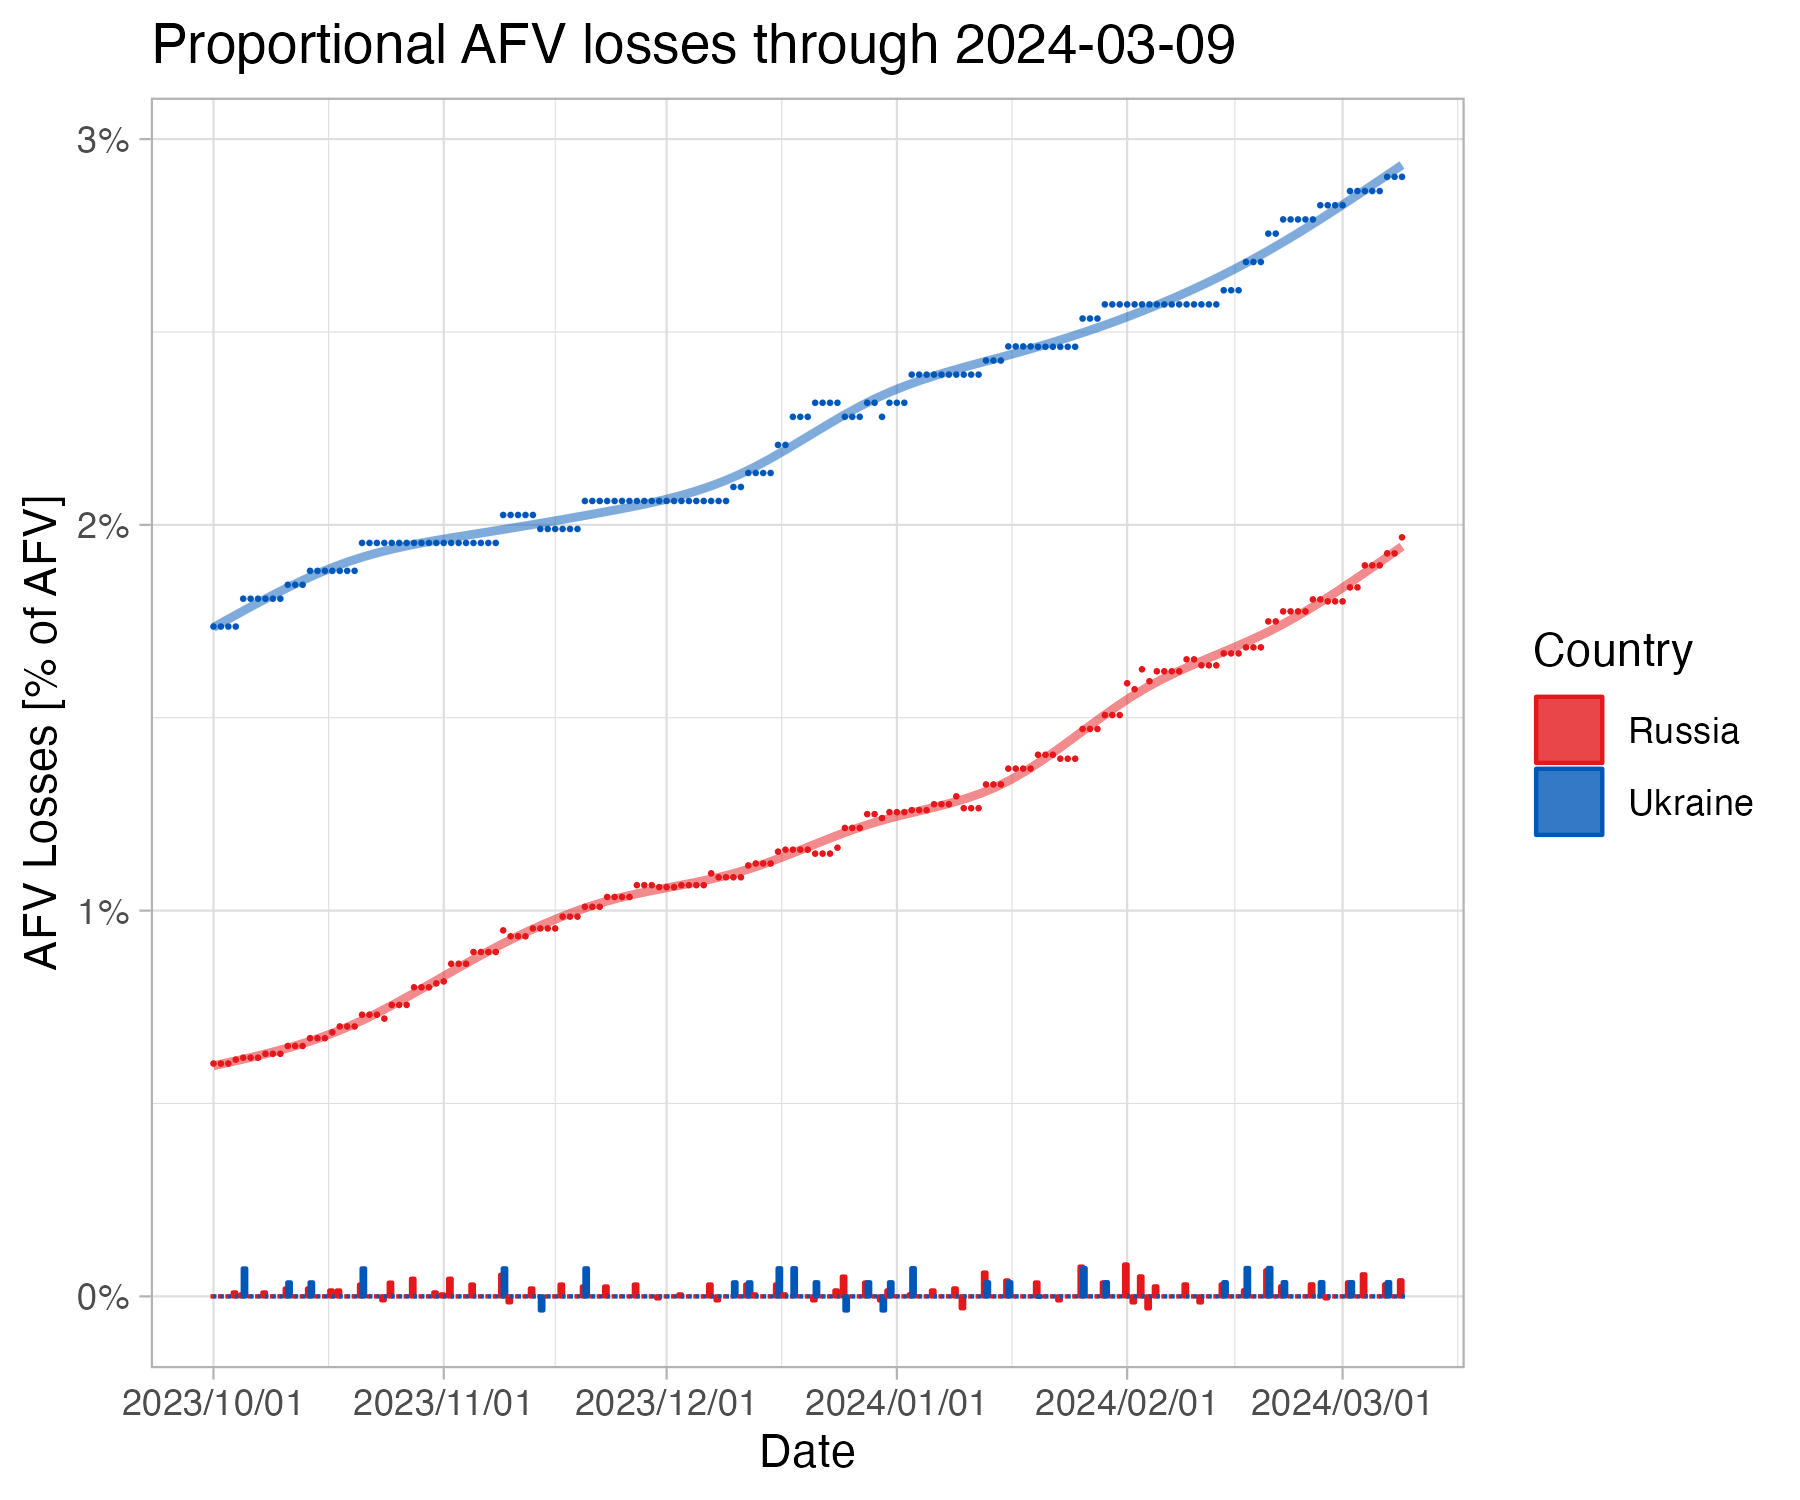 Proportional AFV losses through 2024-03-09
AFV Losses [% of AFV]
3%
2%
1%
0%
2023/10/01
2023/11/01
2023/12/01
2024/01/01
2024/02/01
2024/03/01
Date
Country
Russia
Ukraine